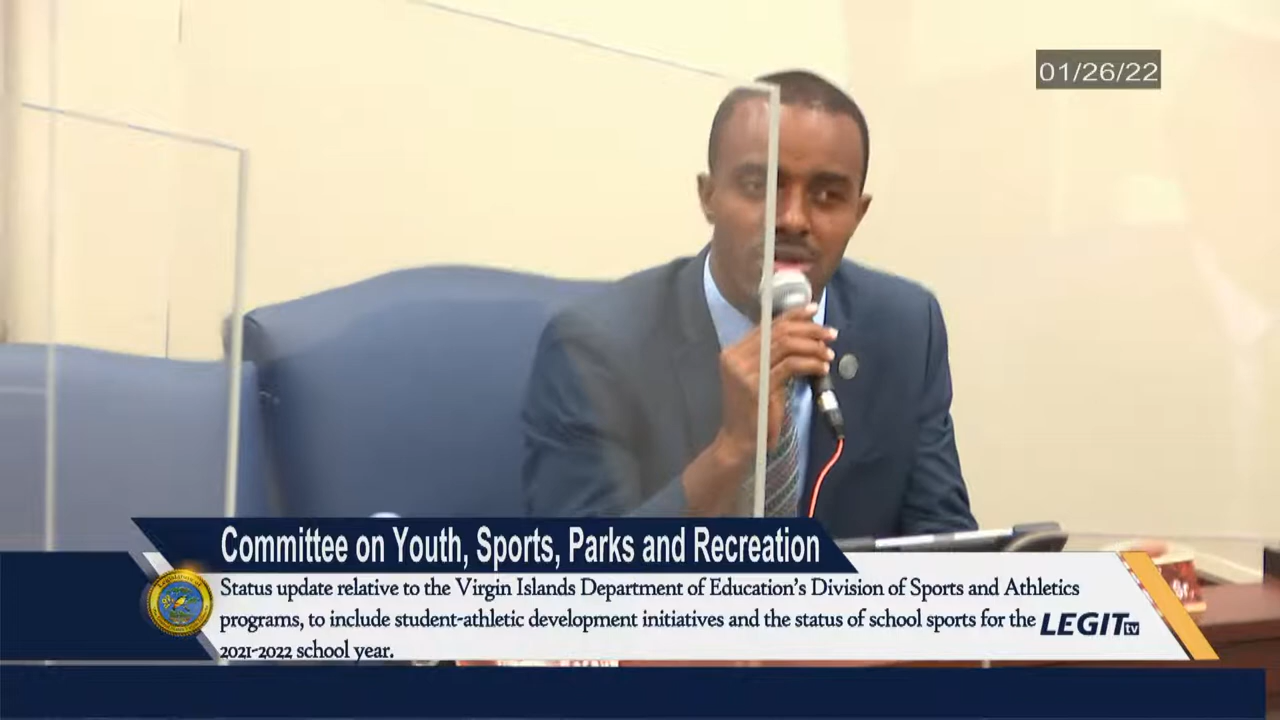 01/26/22
Committee on Youth, Sports, Parks and Recreation
Status update relative to the Virgin Islands Department of Education's Division of Sports and Athletics
programs, to include student-athletic development initiatives and the status of school sports for the
2021-2022 school year.
LEGIT tv
Legislature of